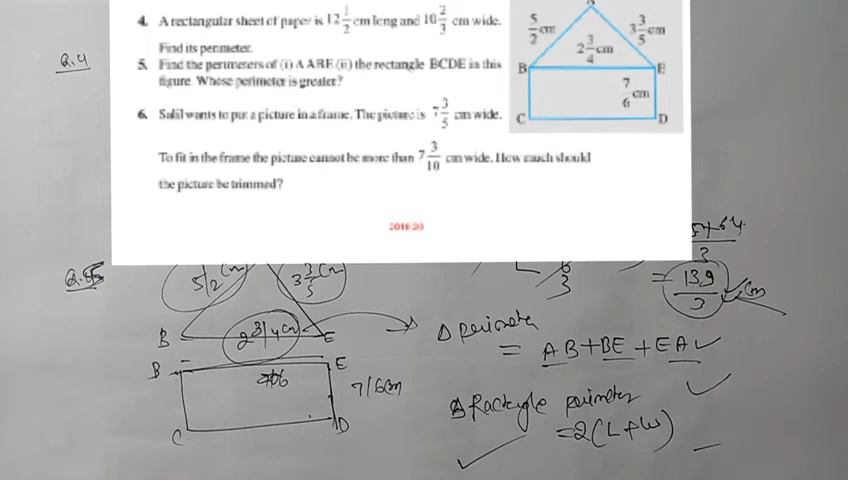 Q.4
4. A rectangular sheet of paper is 12 1/2 cm long and 10 2/3 cm wide.
Find its perimeter.
5. Find the perimeters of (i) Δ ABE (ii) the rectangle BCDE in this
figure. Whose perimeter is greater?
6. Salil wants to put a picture in a frame. The picture is 7 3/5 cm wide.
To fit in the frame the picture cannot be more than 7 3/10 cm wide. How much should
the picture be trimmed?
2019-20
5/2 cm
3 3/5 cm
2 3/4 cm
B
E
7/6 cm
C
D
Q.5
5/2 cm
3 3/5 cm
B
2 3/4 cm
E
B
E
7/6 cm
C
D
3
= 139/3 cm
Δ perimeter
= AB + BE + EA
Rectangle perimeter
= 2(L + W)